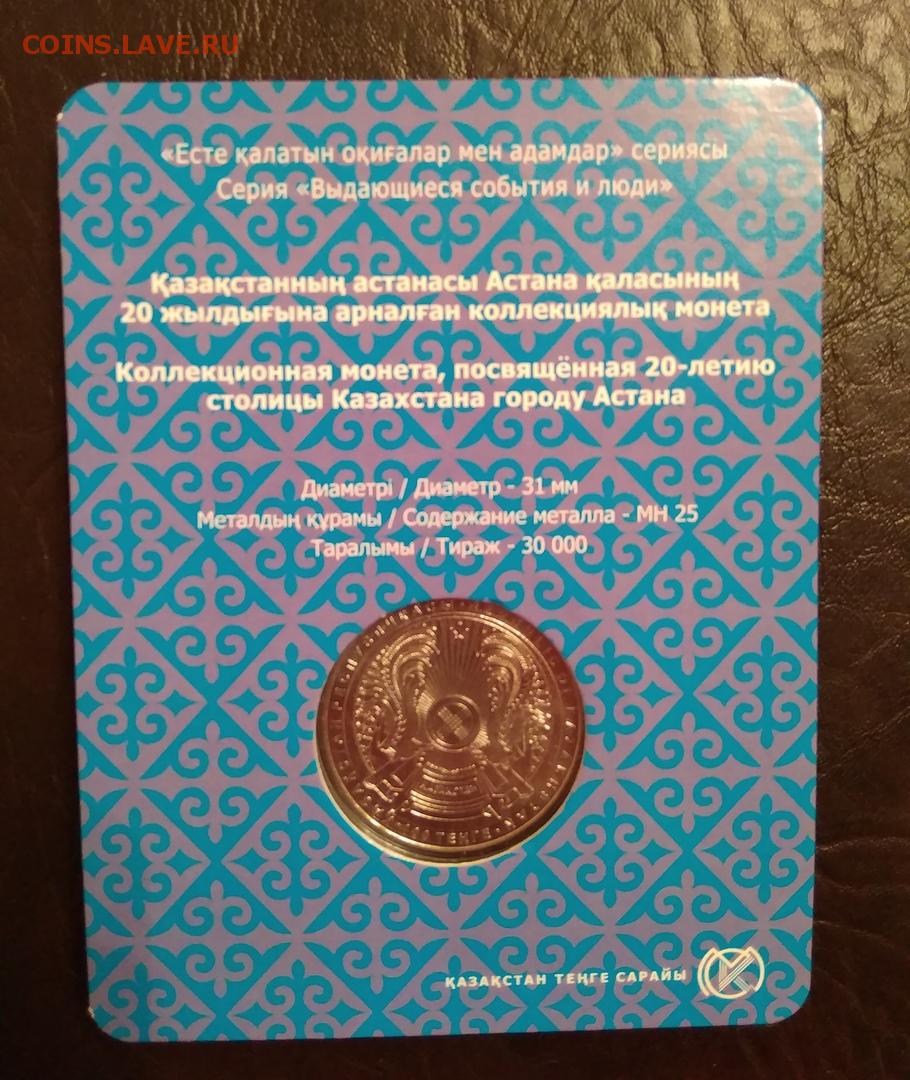 COINS.LAVE.RU
«Есте қалатын оқиғалар мен адамдар» сериясы
Серия «Выдающиеся события и люди»
Қазақстанның астанасы Астана қаласының
20 жылдығына арналған коллекциялық монета
Коллекционная монета, посвящённая 20-летию
столицы Казахстана городу Астана
Диаметрі / Диаметр - 31 мм
Металдың құрамы / Содержание металла - МН 25
Таралымы / Тираж - 30 000
ҚАЗАҚСТАН ТЕҢГЕ САРАЙЫ